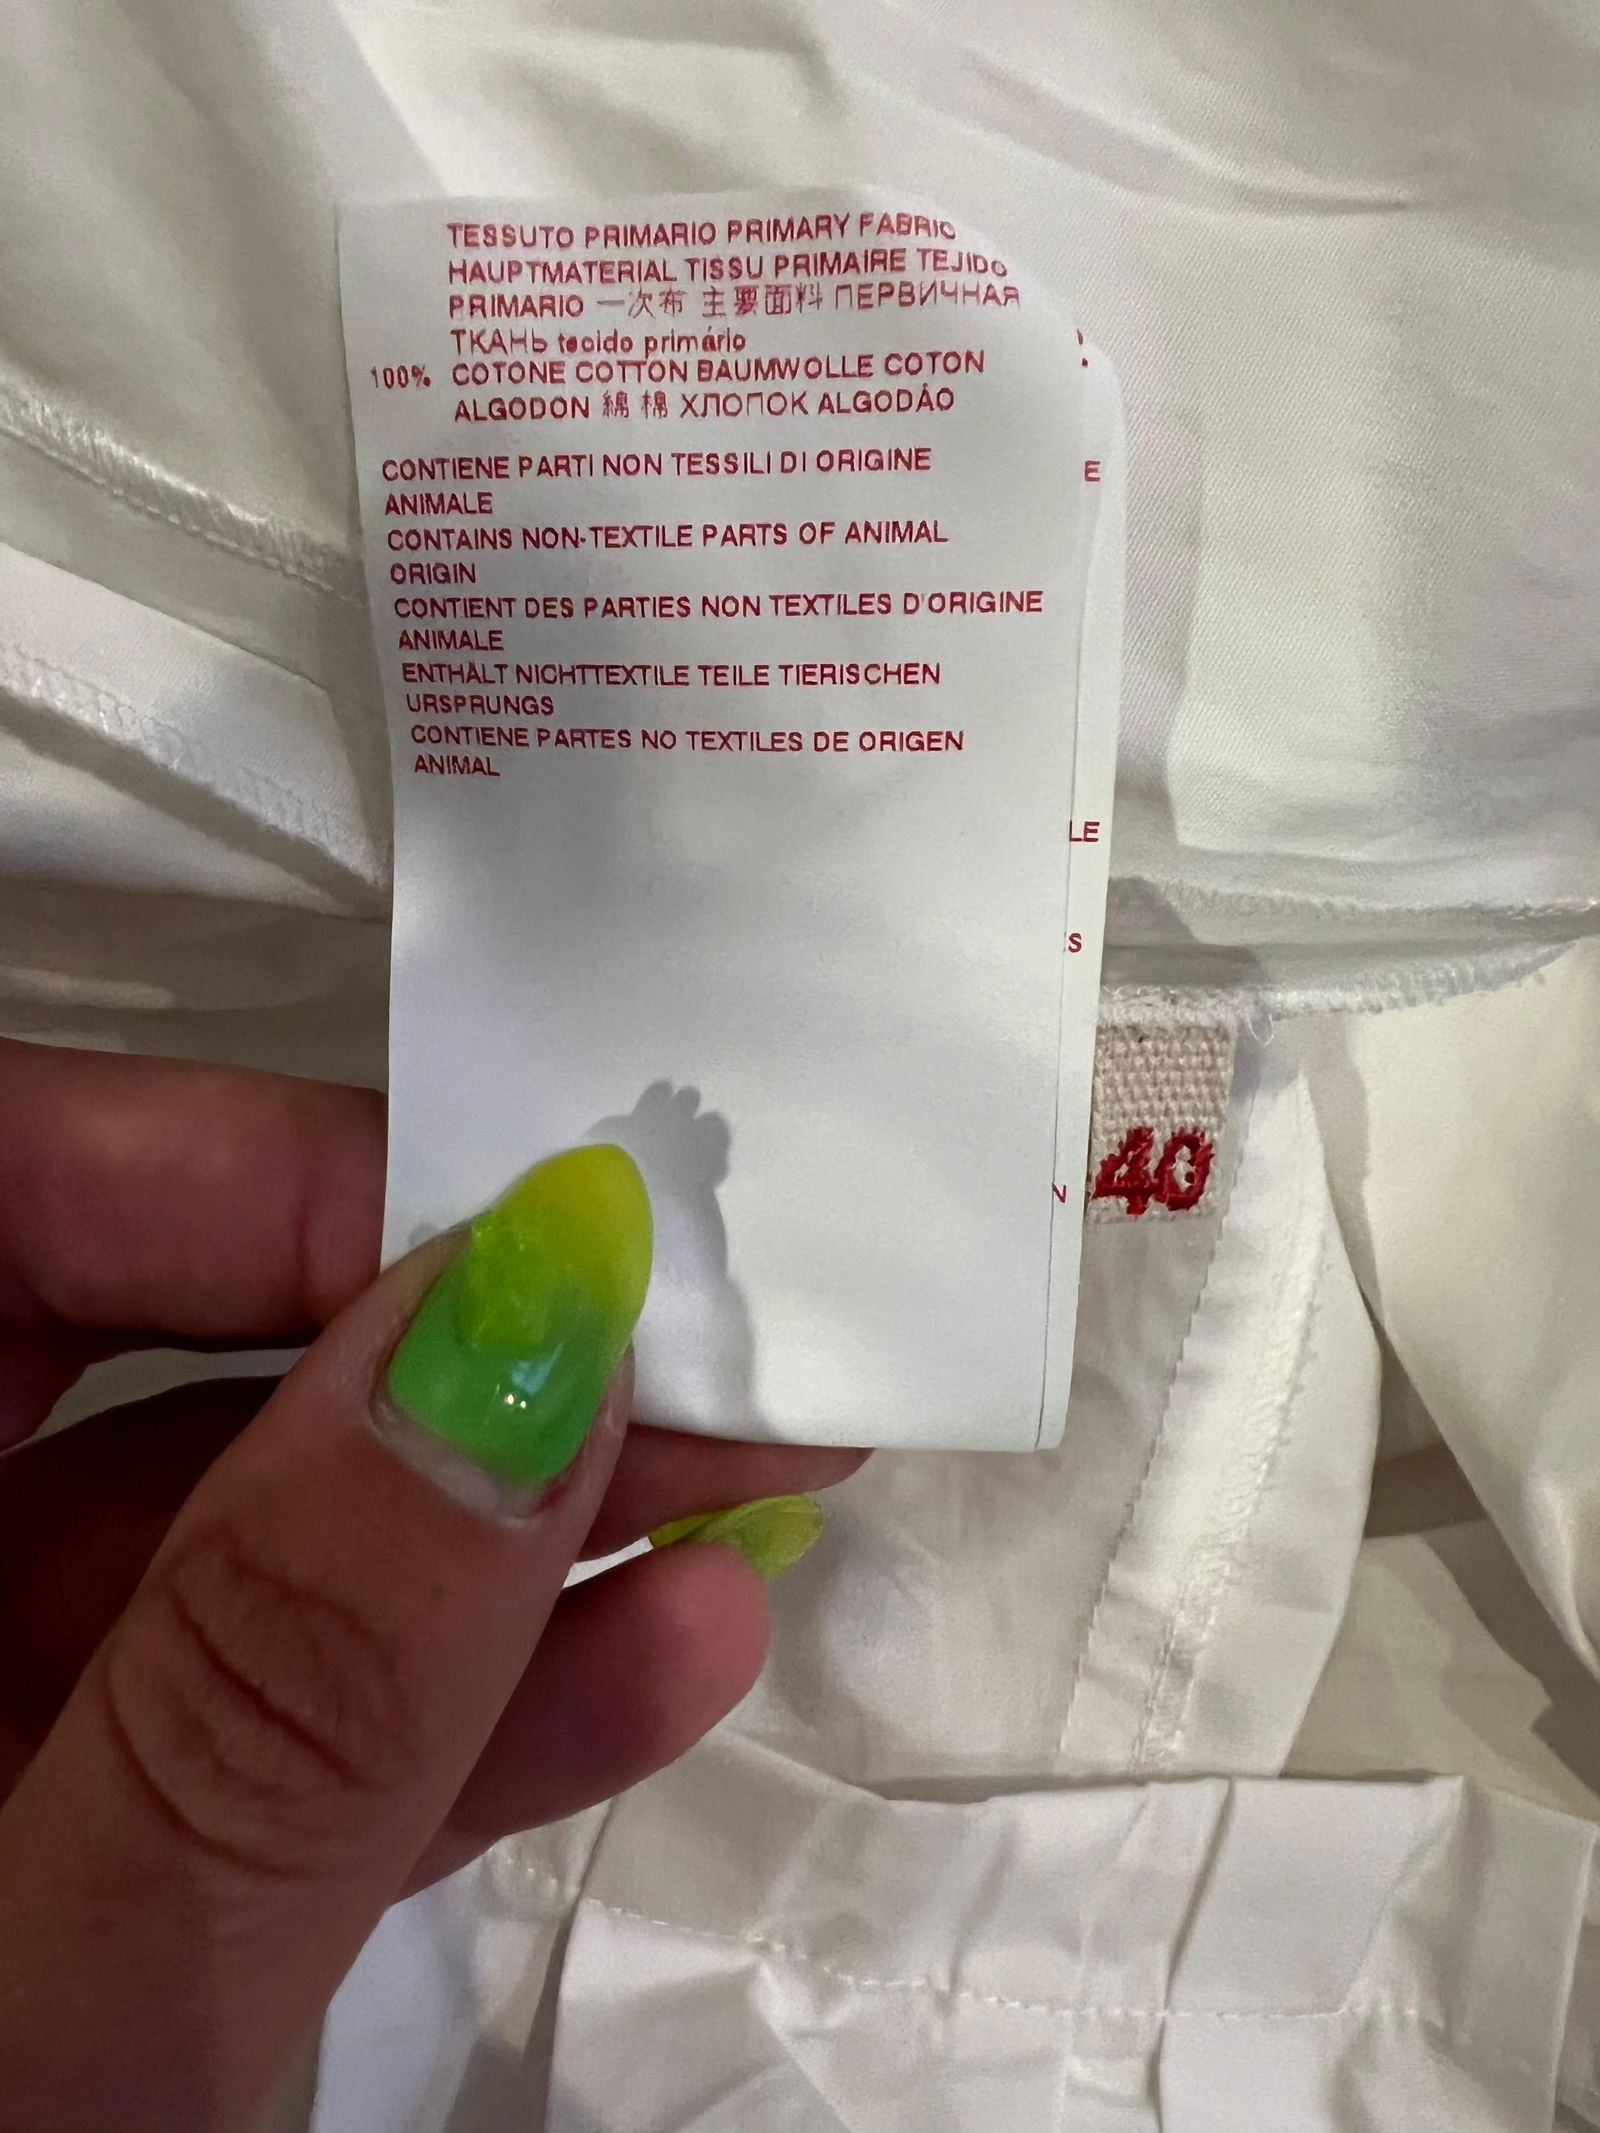 TESSUTO PRIMARIO PRIMARY FABRIC
HAUPTMATERIAL TISSU PRIMAIRE TEJIDO
PRIMARIO 一次布 主要面料 ПЕРВИЧНАЯ
ТКАНЬ tecido primário
100% COTONE COTTON BAUMWOLLE COTON
ALGODON 綿 棉 ХЛОПОК ALGODÃO
CONTIENE PARTI NON TESSILI DI ORIGINE
ANIMALE
CONTAINS NON-TEXTILE PARTS OF ANIMAL
ORIGIN
CONTIENT DES PARTIES NON TEXTILES D'ORIGINE
ANIMALE
ENTHÄLT NICHTTEXTILE TEILE TIERISCHEN
URSPRUNGS
CONTIENE PARTES NO TEXTILES DE ORIGEN
ANIMAL
E
LE
S
N
40